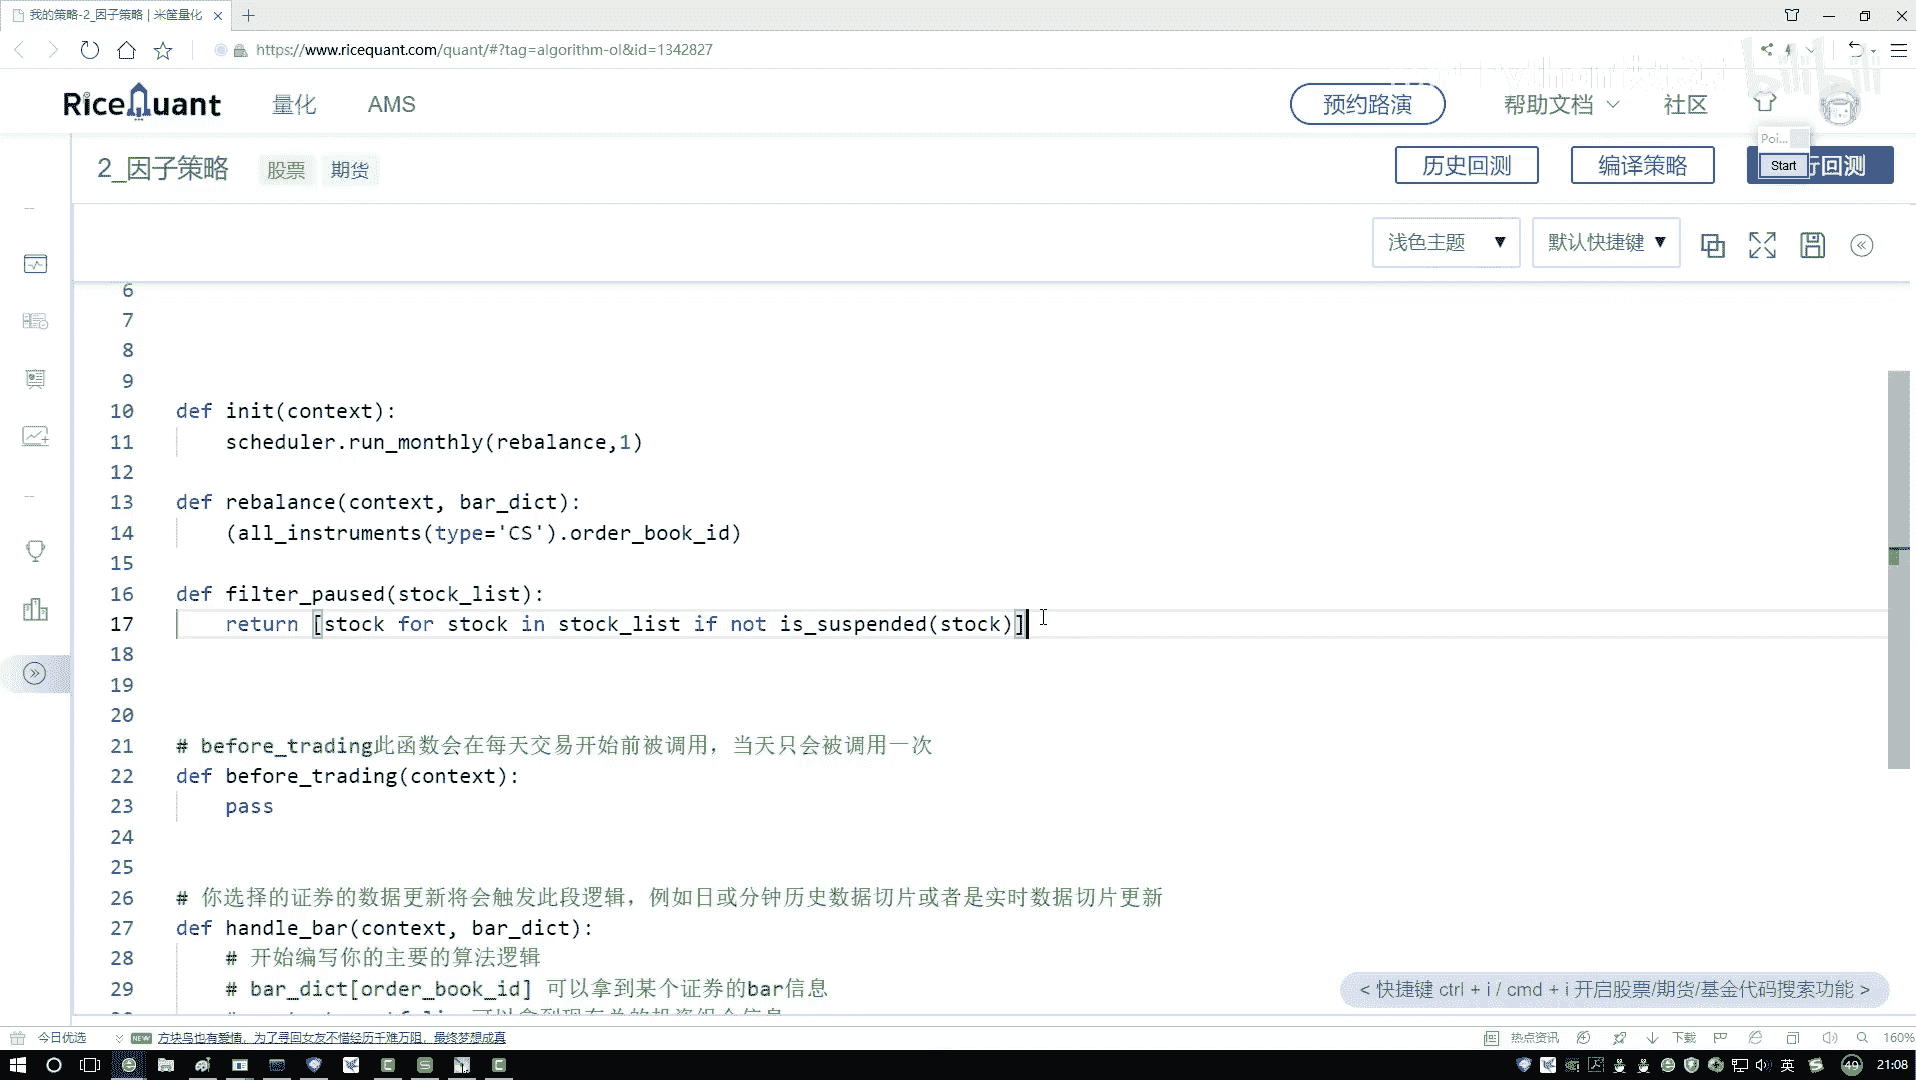 我的策略-2_因子策略 | 米筐量化
https://www.ricequant.com/quant/#?tag=algorithm-ol&id=1342827
RiceQuant 量化 AMS 预约路演 帮助文档 社区
Poi...
2_因子策略 股票 期货 历史回测 编译策略 Start 行回测
浅色主题 ▼ 默认快捷键 ▼
6
7
8
9
10 def init(context):
11 scheduler.run_monthly(rebalance,1)
12
13 def rebalance(context, bar_dict):
14 (all_instruments(type='CS').order_book_id)
15
16 def filter_paused(stock_list):
17 return [stock for stock in stock_list if not is_suspended(stock)]
18
19
20
21 # before_trading此函数会在每天交易开始前被调用，当天只会被调用一次
22 def before_trading(context):
23 pass
24
25
26 # 你选择的证券的数据更新将会触发此段逻辑，例如日或分钟历史数据切片或者是实时数据切片更新
27 def handle_bar(context, bar_dict):
28 # 开始编写你的主要的算法逻辑
29 # bar_dict[order_book_id] 可以拿到某个证券的bar信息
< 快捷键 ctrl + i / cmd + i 开启股票/期货/基金代码搜索功能 >
今日优选 NEW 方块鸟也有爱情，为了寻回女友不惜经历千难万阻，最终梦想成真 热点资讯 下载 160%
英 49 21:08